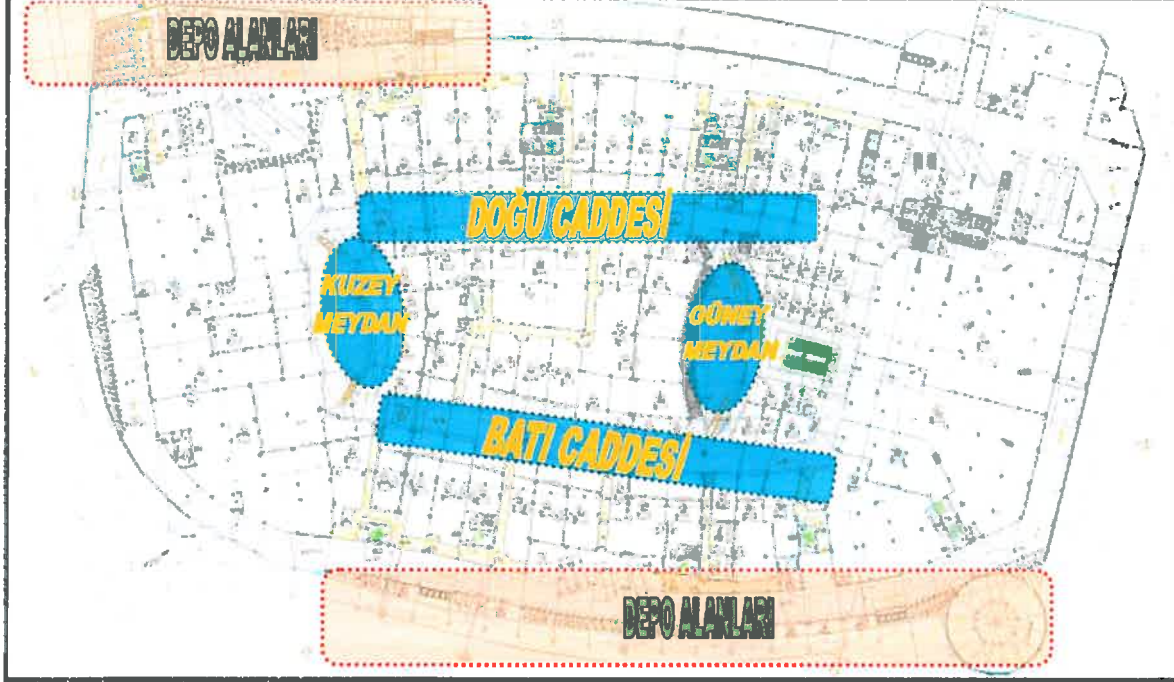 DEPO ALANLARI
DOĞU CADDESİ
KUZEY
MEYDAN
GÜNEY
MEYDAN
BATI CADDESİ
DEPO ALANLARI